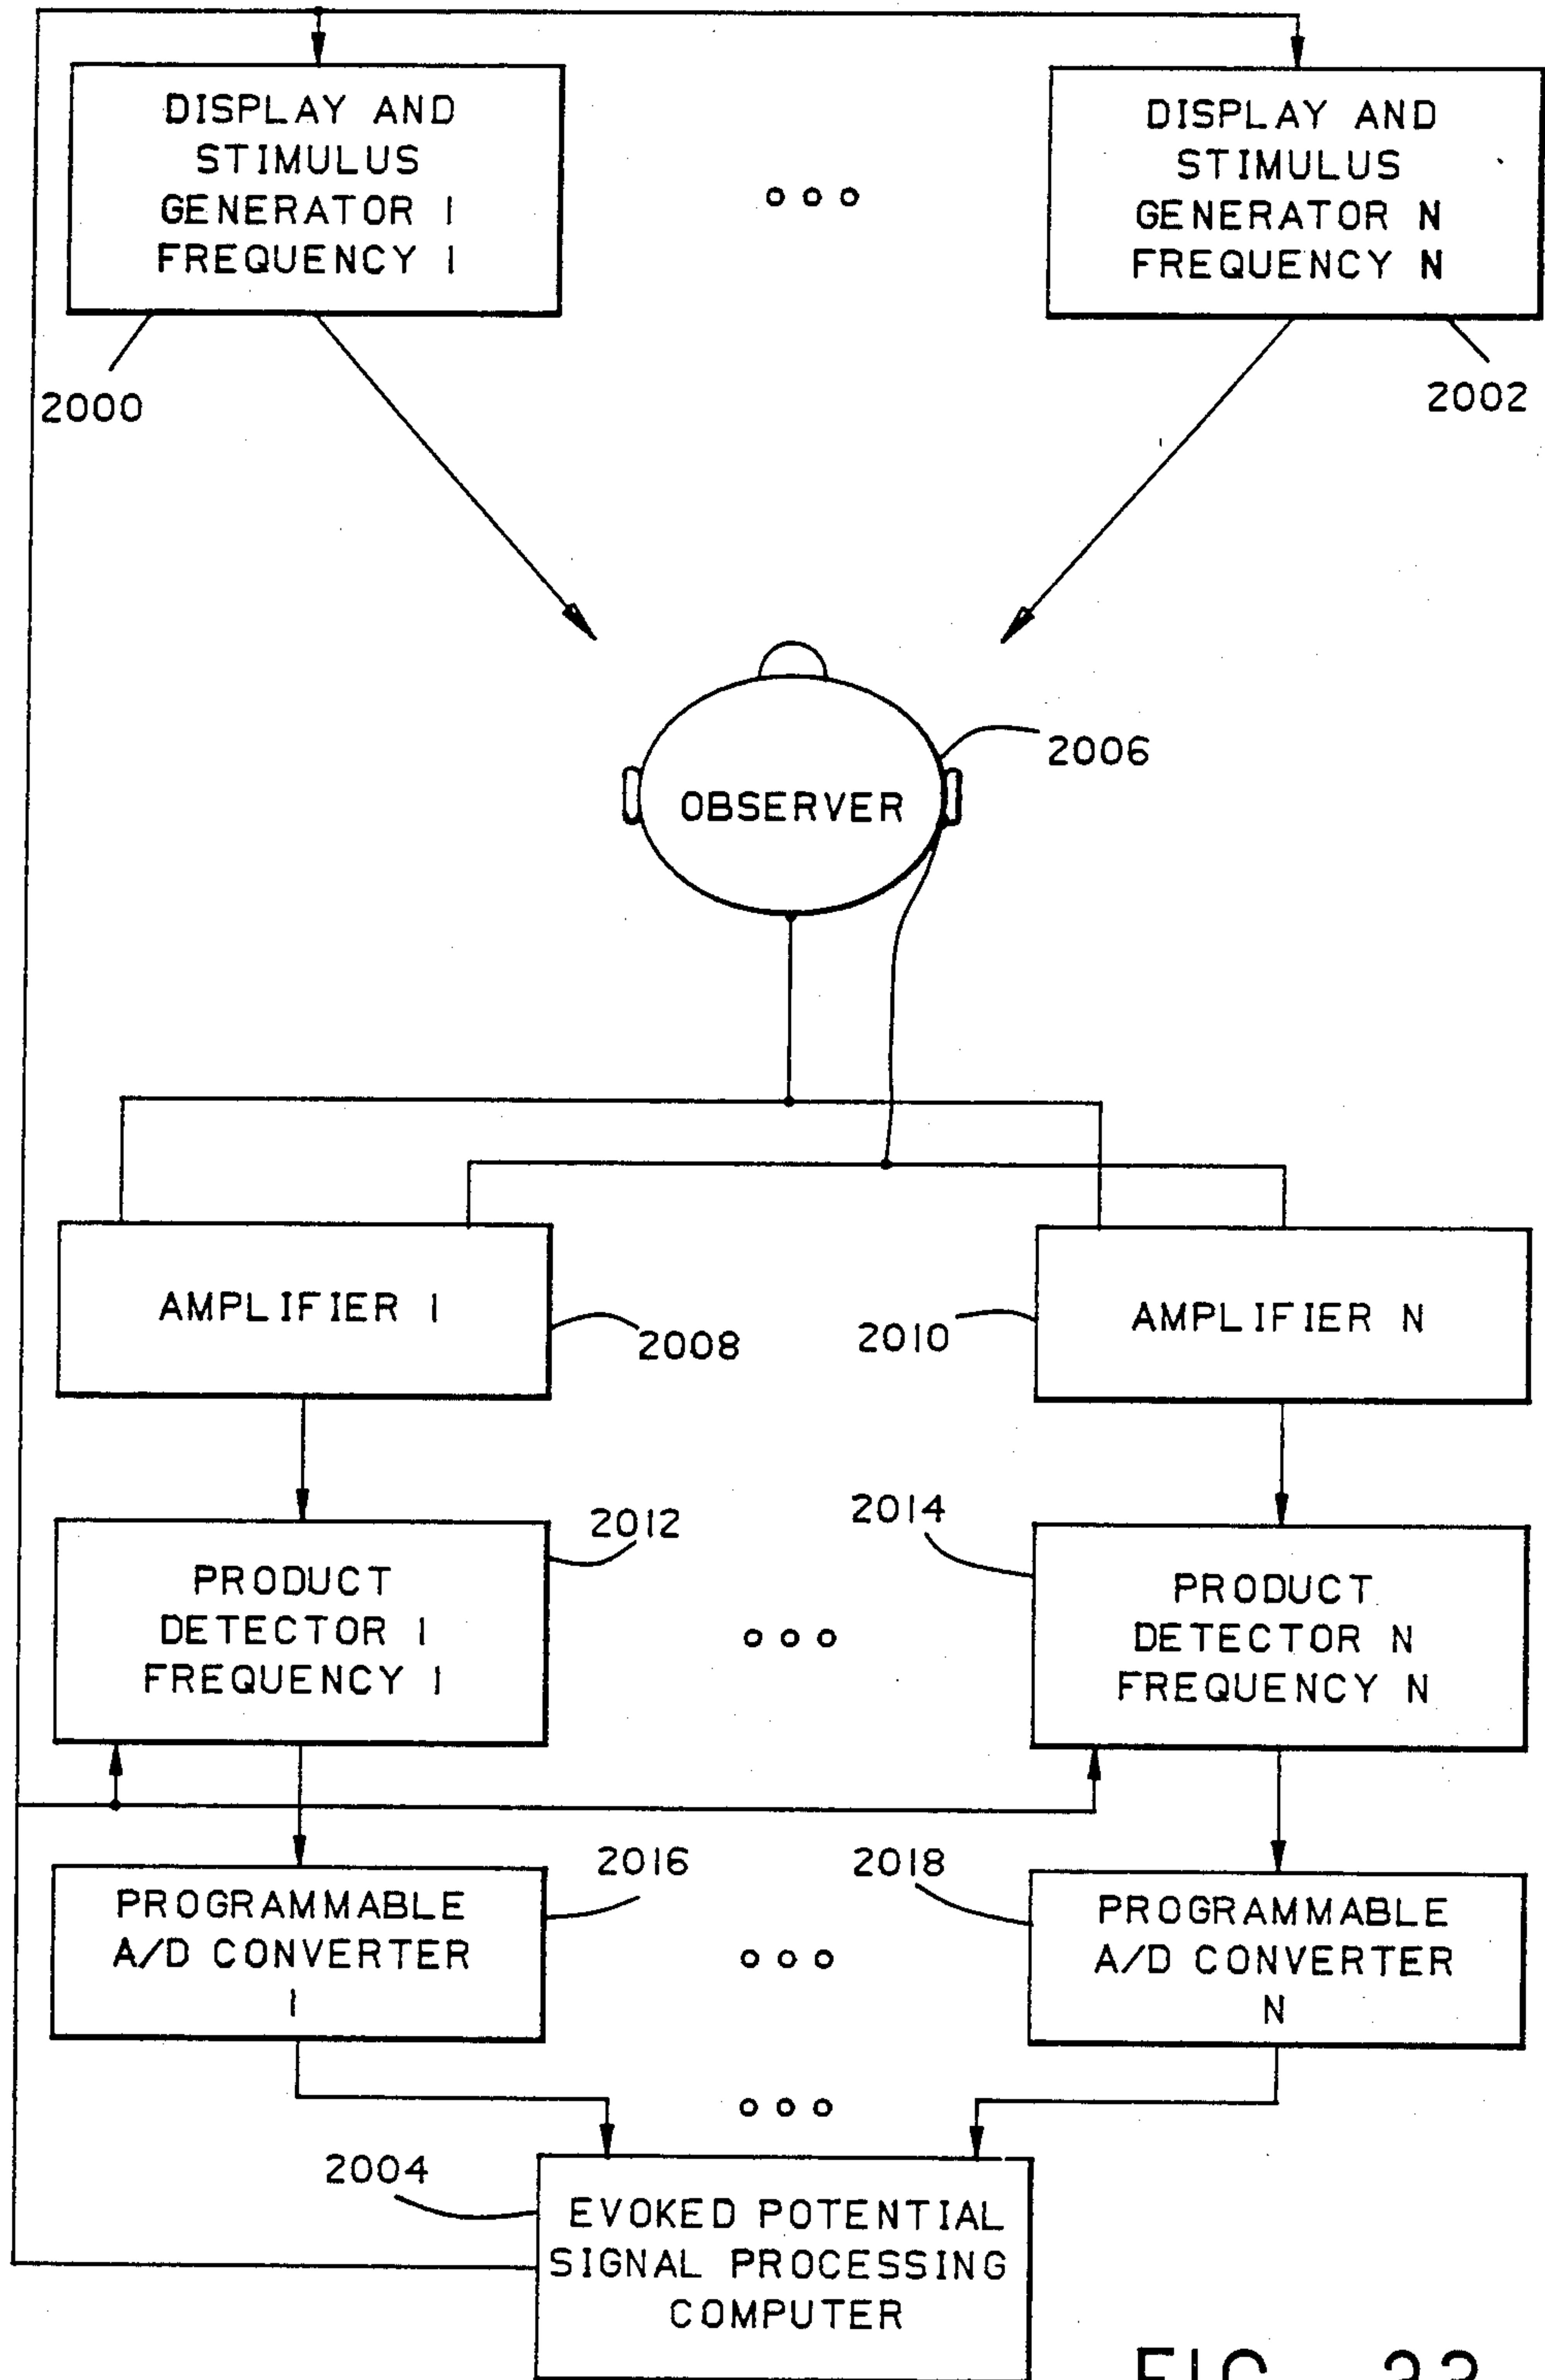 DISPLAY AND
STIMULUS
GENERATOR 1
FREQUENCY 1
DISPLAY AND
STIMULUS
GENERATOR N
FREQUENCY N
2000
2002
2006
OBSERVER
AMPLIFIER 1
2008
2010
AMPLIFIER N
2012
2014
PRODUCT
DETECTOR 1
FREQUENCY 1
PRODUCT
DETECTOR N
FREQUENCY N
2016
2018
PROGRAMMABLE
A/D CONVERTER
1
PROGRAMMABLE
A/D CONVERTER
N
2004
EVOKED POTENTIAL
SIGNAL PROCESSING
COMPUTER
FIG.